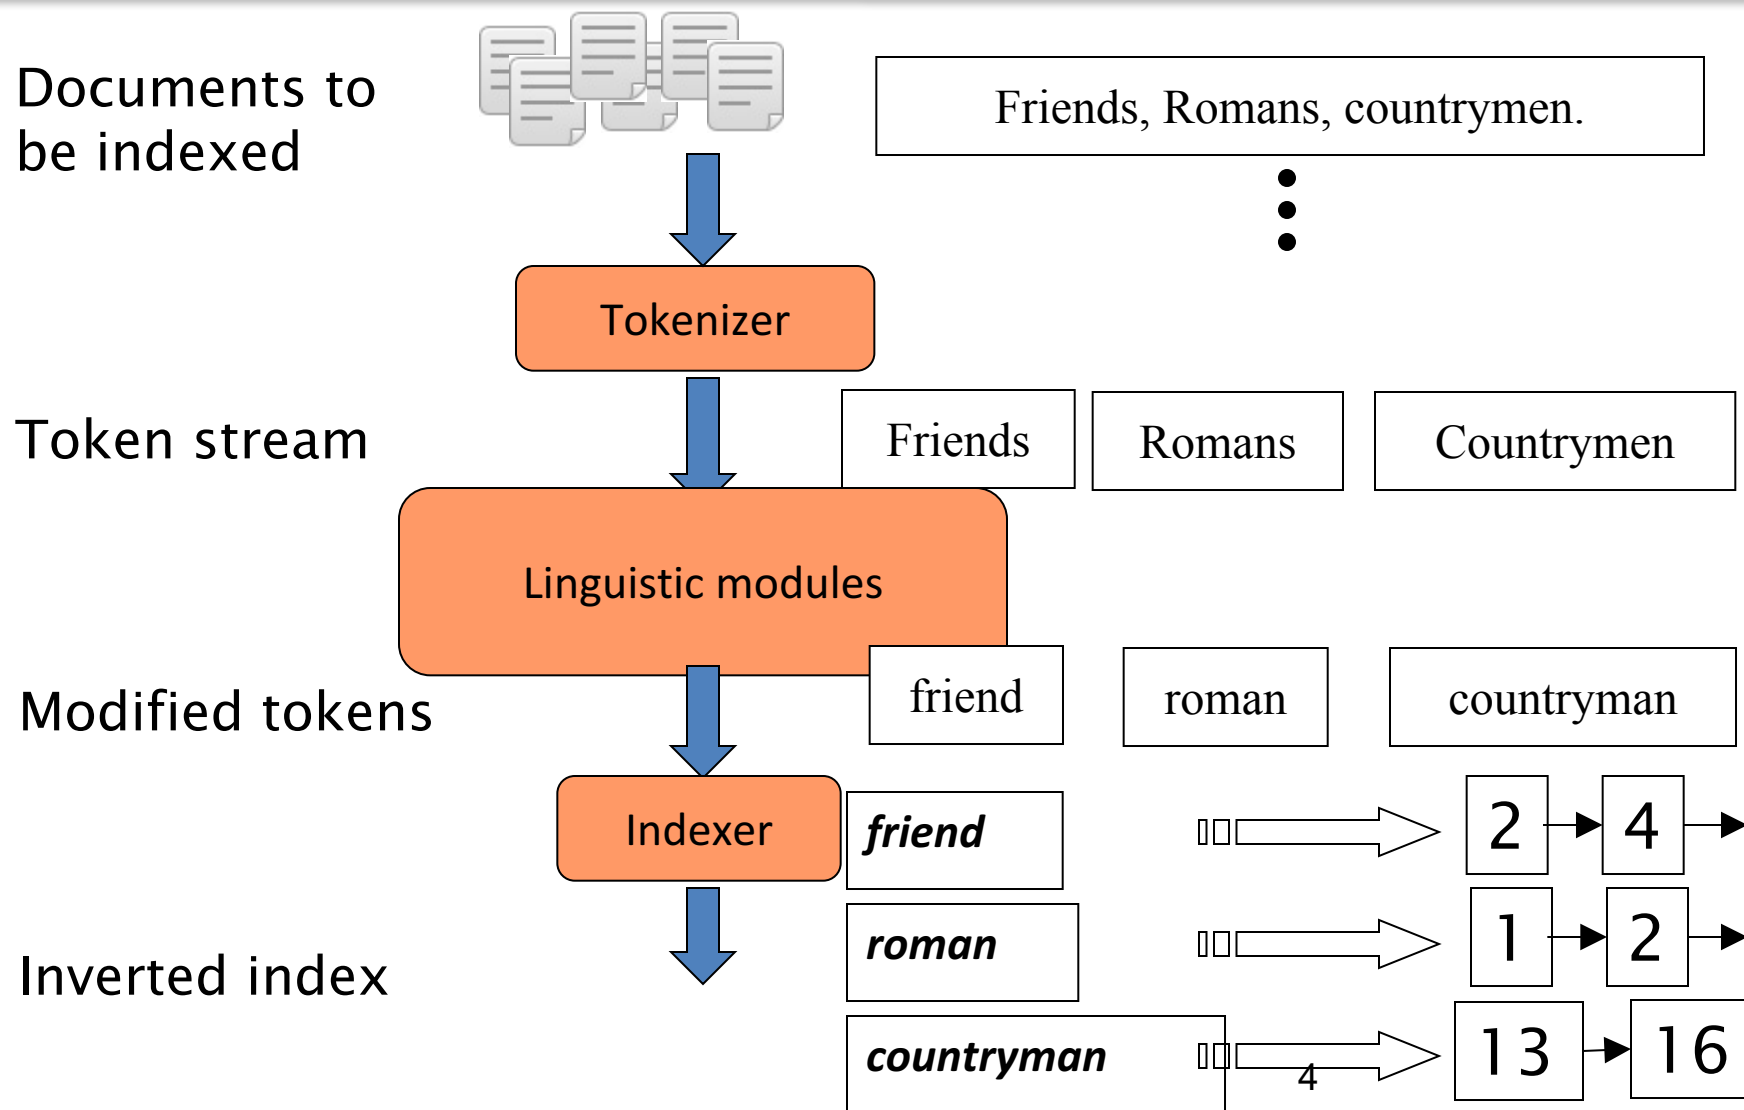 Documents to
be indexed
Friends, Romans, countrymen.
Tokenizer
Token stream
Friends Romans Countrymen
Linguistic modules
Modified tokens
friend roman countryman
Indexer
friend 2 4
roman 1 2
Inverted index
countryman 13 16
4